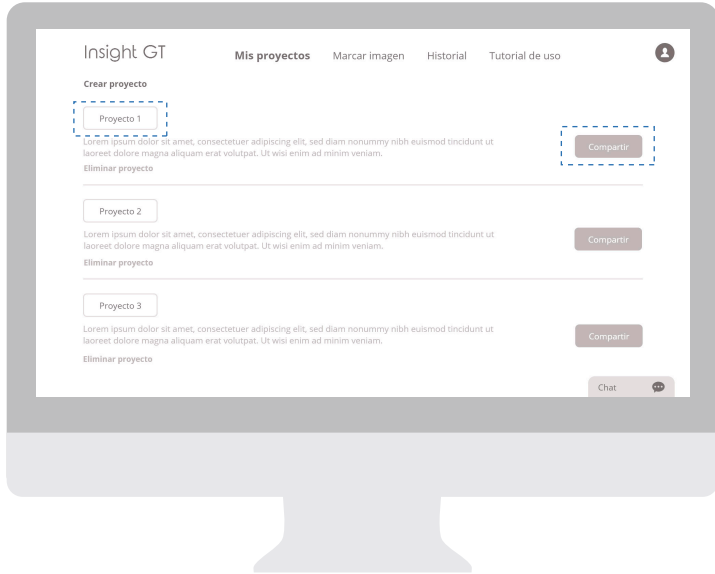 Insight GT
Mis proyectos Marcar imagen Historial Tutorial de uso
Crear proyecto
Proyecto 1
Lorem ipsum dolor sit amet, consectetuer adipiscing elit, sed diam nonummy nibh euismod tincidunt ut
laoreet dolore magna aliquam erat volutpat. Ut wisi enim ad minim veniam.
Compartir
Eliminar proyecto
Proyecto 2
Lorem ipsum dolor sit amet, consectetuer adipiscing elit, sed diam nonummy nibh euismod tincidunt ut
laoreet dolore magna aliquam erat volutpat. Ut wisi enim ad minim veniam.
Compartir
Eliminar proyecto
Proyecto 3
Lorem ipsum dolor sit amet, consectetuer adipiscing elit, sed diam nonummy nibh euismod tincidunt ut
laoreet dolore magna aliquam erat volutpat. Ut wisi enim ad minim veniam.
Compartir
Eliminar proyecto
Chat